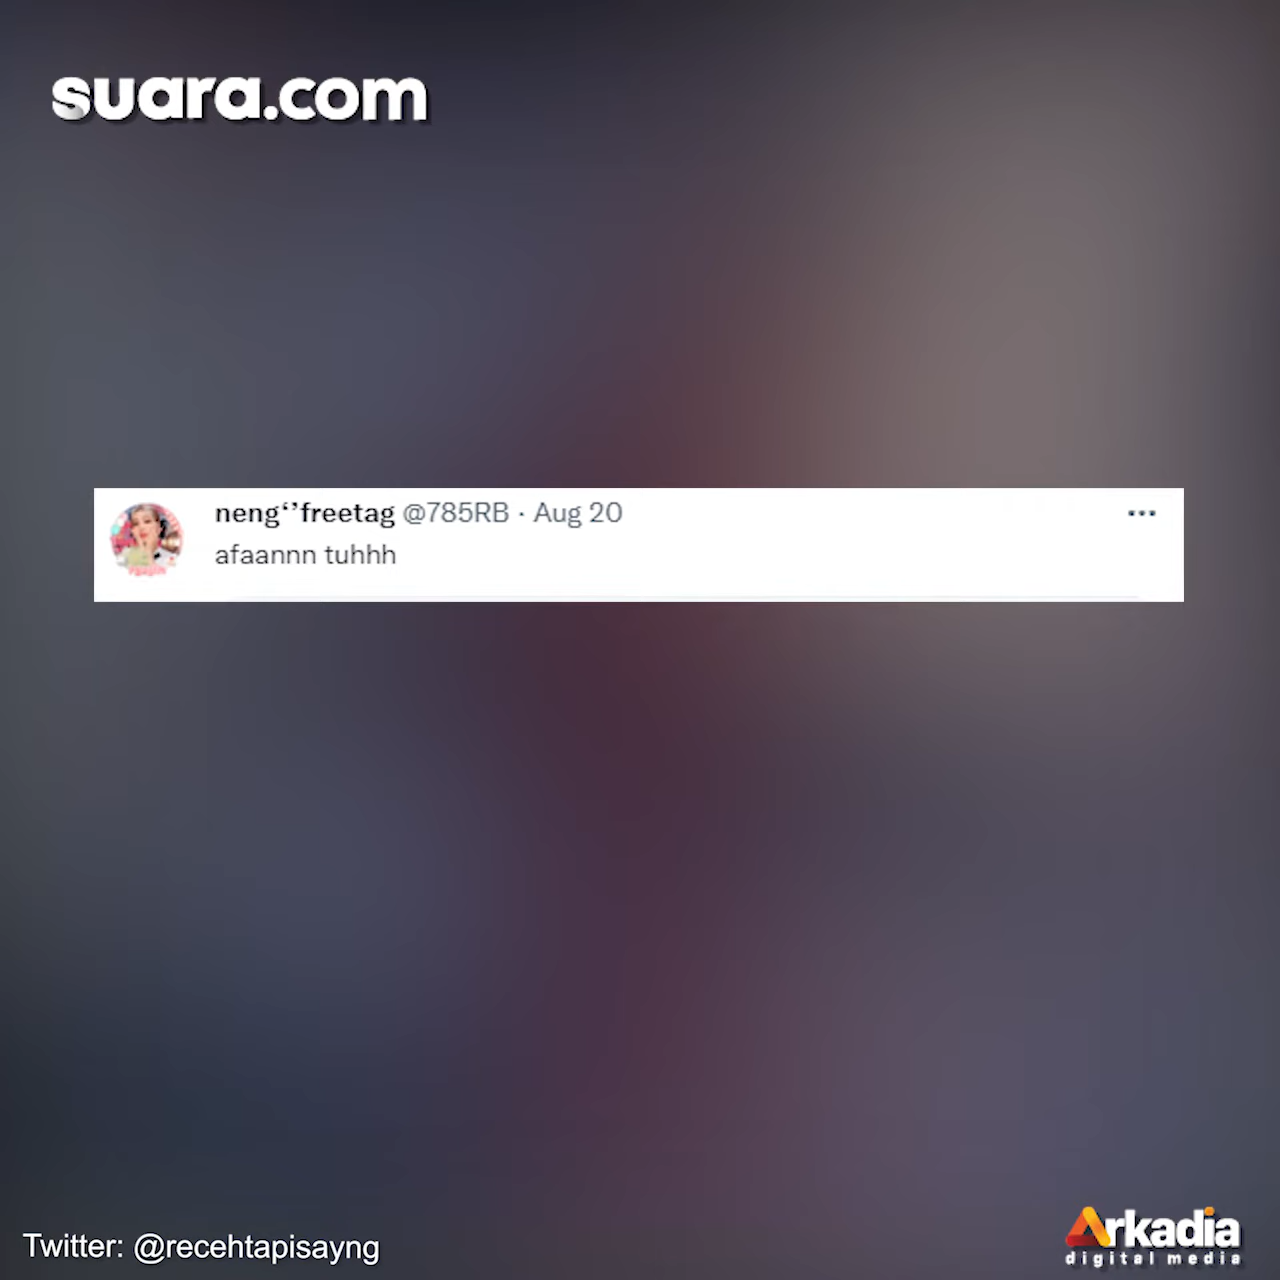 suara.com
neng‘’freetag @785RB · Aug 20
afaannn tuhhh
Twitter: @recehtapisayng
Arkadia
digital media